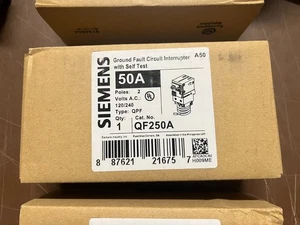 Ground Fault Circuit Interrupter A50
with Self Test
SIEMENS
50A
Poles: 2
Volts A.C.
120/240
Type: QPF
Qty: Cat. No.
1 QF250A
8 87621 21675 7